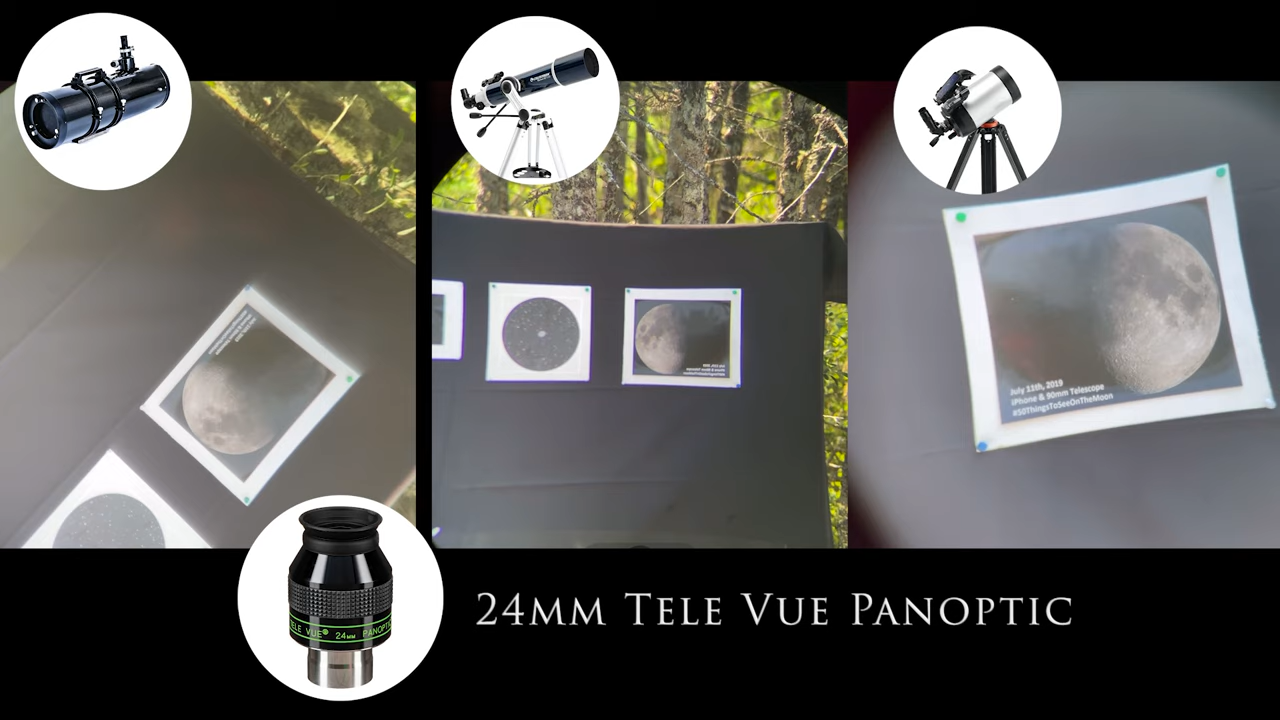 July 11th, 2019
iPhone & 90mm Telescope
#50ThingsToSeeOnTheMoon
TELE VUE® 24mm PANOPTIC
24mm Tele Vue Panoptic